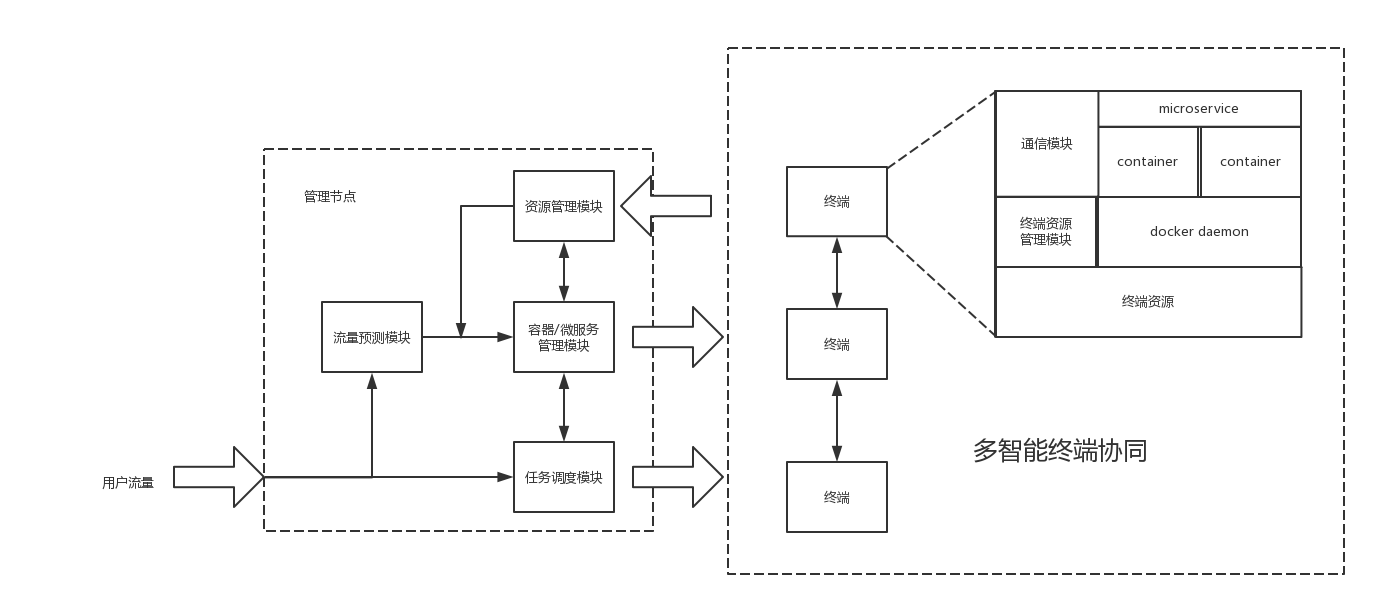 管理节点
资源管理模块
流量预测模块
容器/微服务
管理模块
用户流量
任务调度模块
终端
终端
终端
通信模块
microservice
container
container
终端资源
管理模块
docker daemon
终端资源
多智能终端协同